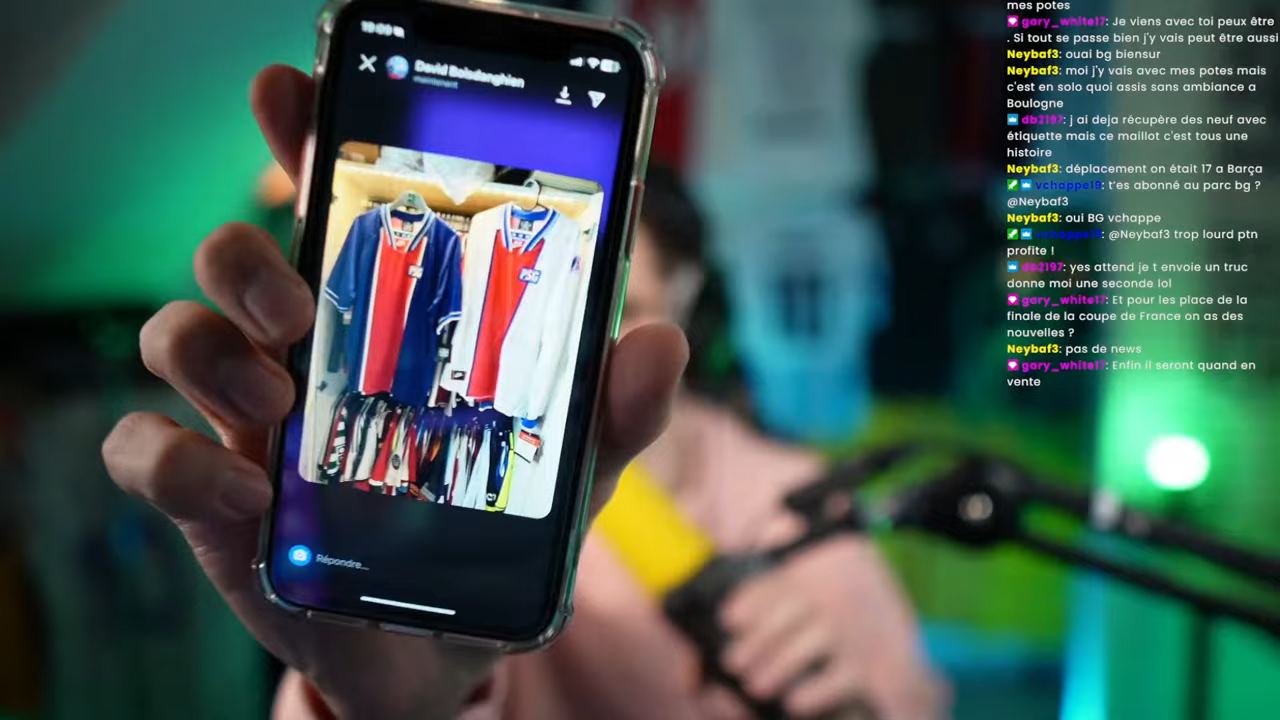 19:09
David Boisdanghien
maintenant
PSG
Répondre...
mes potes
gary_white17: Je viens avec toi peux être
. Si tout se passe bien j'y vais peut être aussi
Neybaf3: ouai bg biensur
Neybaf3: moi j'y vais avec mes potes mais
c'est en solo quoi assis sans ambiance a
Boulogne
db2197: j ai deja récupère des neuf avec
étiquette mais ce maillot c'est tous une
histoire
Neybaf3: déplacement on était 17 a Barça
vchappe19: t'es abonné au parc bg ?
@Neybaf3
Neybaf3: oui BG vchappe
vchappe19: @Neybaf3 trop lourd ptn
profite !
db2197: yes attend je t envoie un truc
donne moi une seconde lol
gary_white17: Et pour les place de la
finale de la coupe de France on as des
nouvelles ?
Neybaf3: pas de news
gary_white17: Enfin il seront quand en
vente